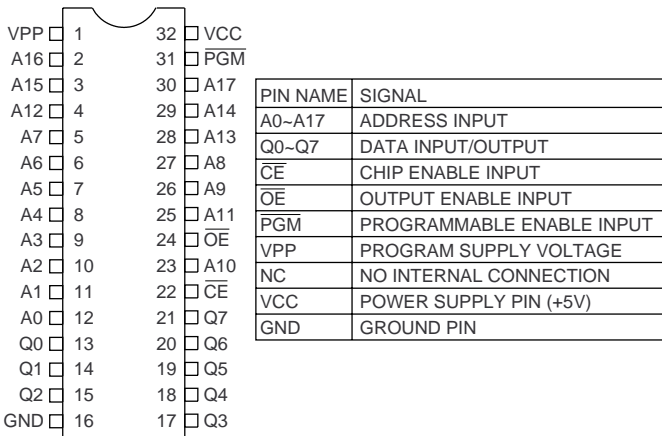 VPP 1 32 VCC
A16 2 31 PGM
A15 3 30 A17
A12 4 29 A14
A7 5 28 A13
A6 6 27 A8
A5 7 26 A9
A4 8 25 A11
A3 9 24 OE
A2 10 23 A10
A1 11 22 CE
A0 12 21 Q7
Q0 13 20 Q6
Q1 14 19 Q5
Q2 15 18 Q4
GND 16 17 Q3
PIN NAME SIGNAL
A0~A17 ADDRESS INPUT
Q0~Q7 DATA INPUT/OUTPUT
CE CHIP ENABLE INPUT
OE OUTPUT ENABLE INPUT
PGM PROGRAMMABLE ENABLE INPUT
VPP PROGRAM SUPPLY VOLTAGE
NC NO INTERNAL CONNECTION
VCC POWER SUPPLY PIN (+5V)
GND GROUND PIN